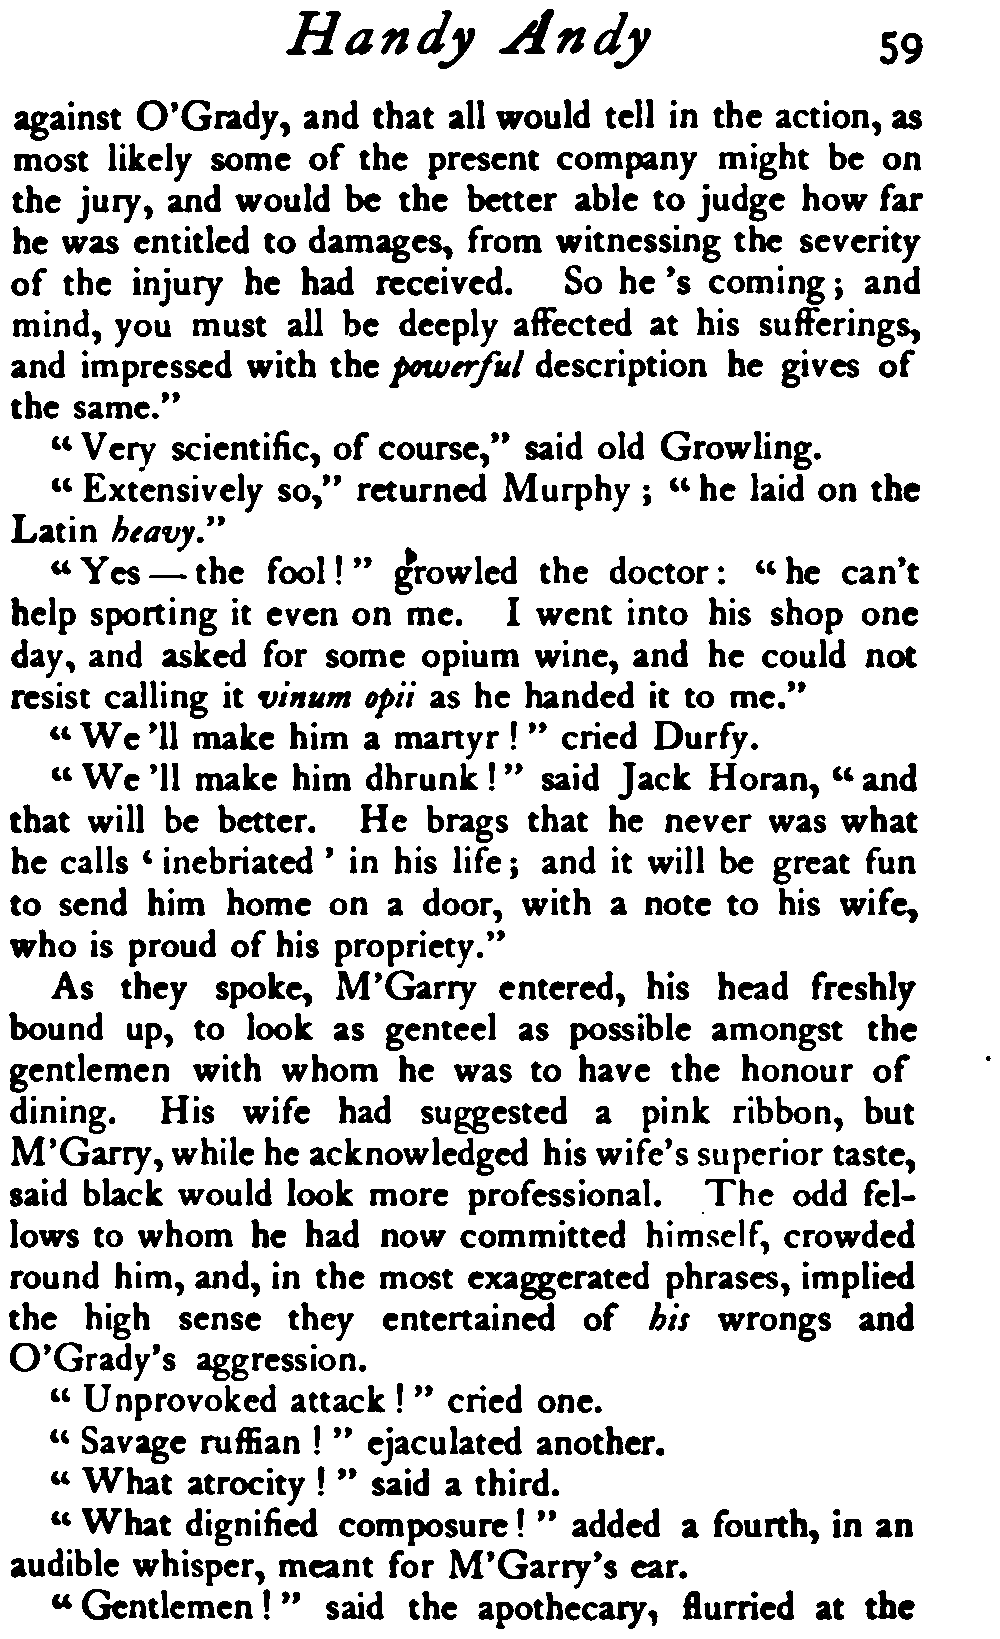 Handy Andy 59
against O'Grady, and that all would tell in the action, as
most likely some of the present company might be on
the jury, and would be the better able to judge how far
he was entitled to damages, from witnessing the severity
of the injury he had received. So he 's coming; and
mind, you must all be deeply affected at his sufferings,
and impressed with the powerful description he gives of
the same."
"Very scientific, of course," said old Growling.
"Extensively so," returned Murphy; "he laid on the
Latin heavy."
"Yes — the fool!" growled the doctor: "he can't
help sporting it even on me. I went into his shop one
day, and asked for some opium wine, and he could not
resist calling it vinum opii as he handed it to me."
"We 'll make him a martyr!" cried Durfy.
"We 'll make him dhrunk!" said Jack Horan, "and
that will be better. He brags that he never was what
he calls 'inebriated' in his life; and it will be great fun
to send him home on a door, with a note to his wife,
who is proud of his propriety."
As they spoke, M'Garry entered, his head freshly
bound up, to look as genteel as possible amongst the
gentlemen with whom he was to have the honour of
dining. His wife had suggested a pink ribbon, but
M'Garry, while he acknowledged his wife's superior taste,
said black would look more professional. The odd fel-
lows to whom he had now committed himself, crowded
round him, and, in the most exaggerated phrases, implied
the high sense they entertained of his wrongs and
O'Grady's aggression.
"Unprovoked attack!" cried one.
"Savage ruffian!" ejaculated another.
"What atrocity!" said a third.
"What dignified composure!" added a fourth, in an
audible whisper, meant for M'Garry's ear.
"Gentlemen!" said the apothecary, flurried at the